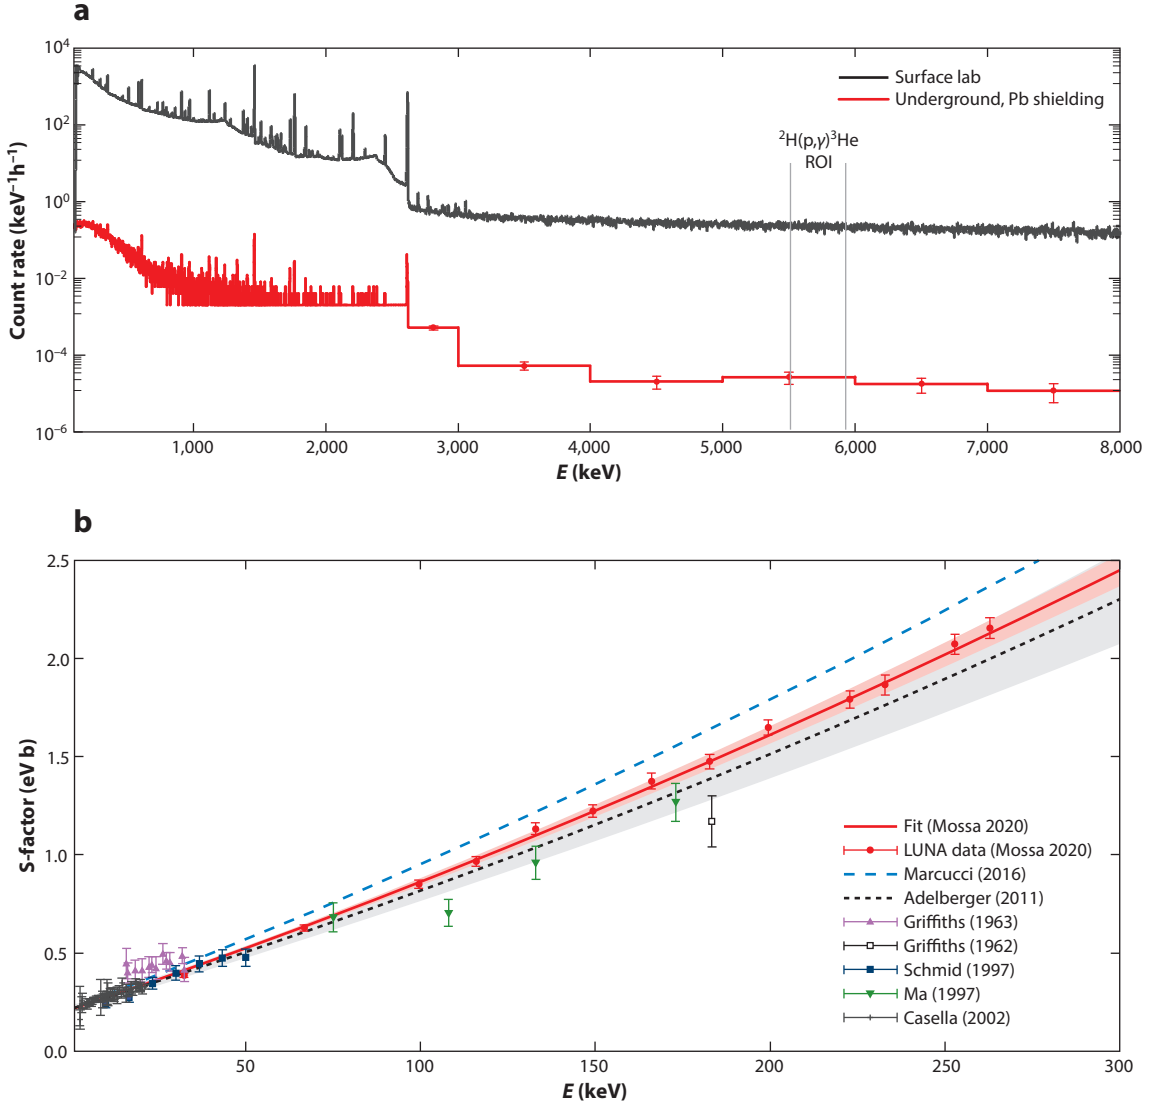 a
10⁴
10²
10⁰
10⁻²
10⁻⁴
10⁻⁶
Count rate (keV⁻¹h⁻¹)
Surface lab
Underground, Pb shielding
²H(p,γ)³He
ROI
1,000 2,000 3,000 4,000 5,000 6,000 7,000 8,000
E (keV)
b
2.5
2.0
1.5
1.0
0.5
0.0
S-factor (eV b)
Fit (Mossa 2020)
LUNA data (Mossa 2020)
Marcucci (2016)
Adelberger (2011)
Griffiths (1963)
Griffiths (1962)
Schmid (1997)
Ma (1997)
Casella (2002)
50 100 150 200 250 300
E (keV)